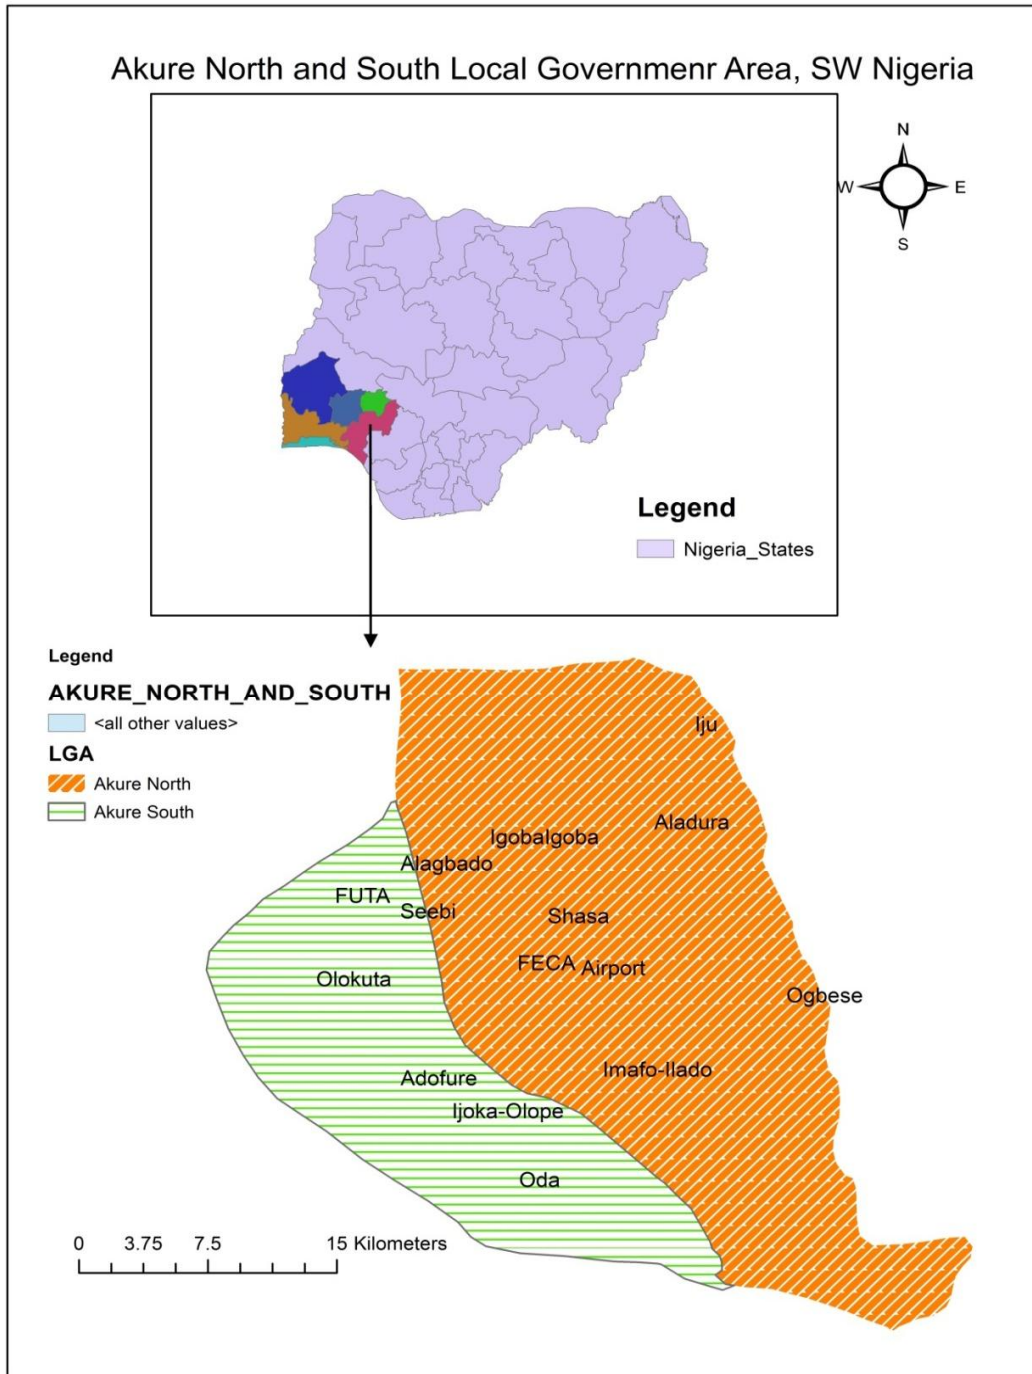 Akure North and South Local Governmenr Area, SW Nigeria
N
W
E
S
Legend
Nigeria_States
Legend
AKURE_NORTH_AND_SOUTH
<all other values>
LGA
Akure North
Akure South
Iju
Aladura
IgobaIgoba
Alagbado
FUTA
Seebi
Shasa
FECA
Airport
Olokuta
Ogbese
Imafo-Ilado
Adofure
Ijoka-Olope
Oda
0 3.75 7.5 15 Kilometers